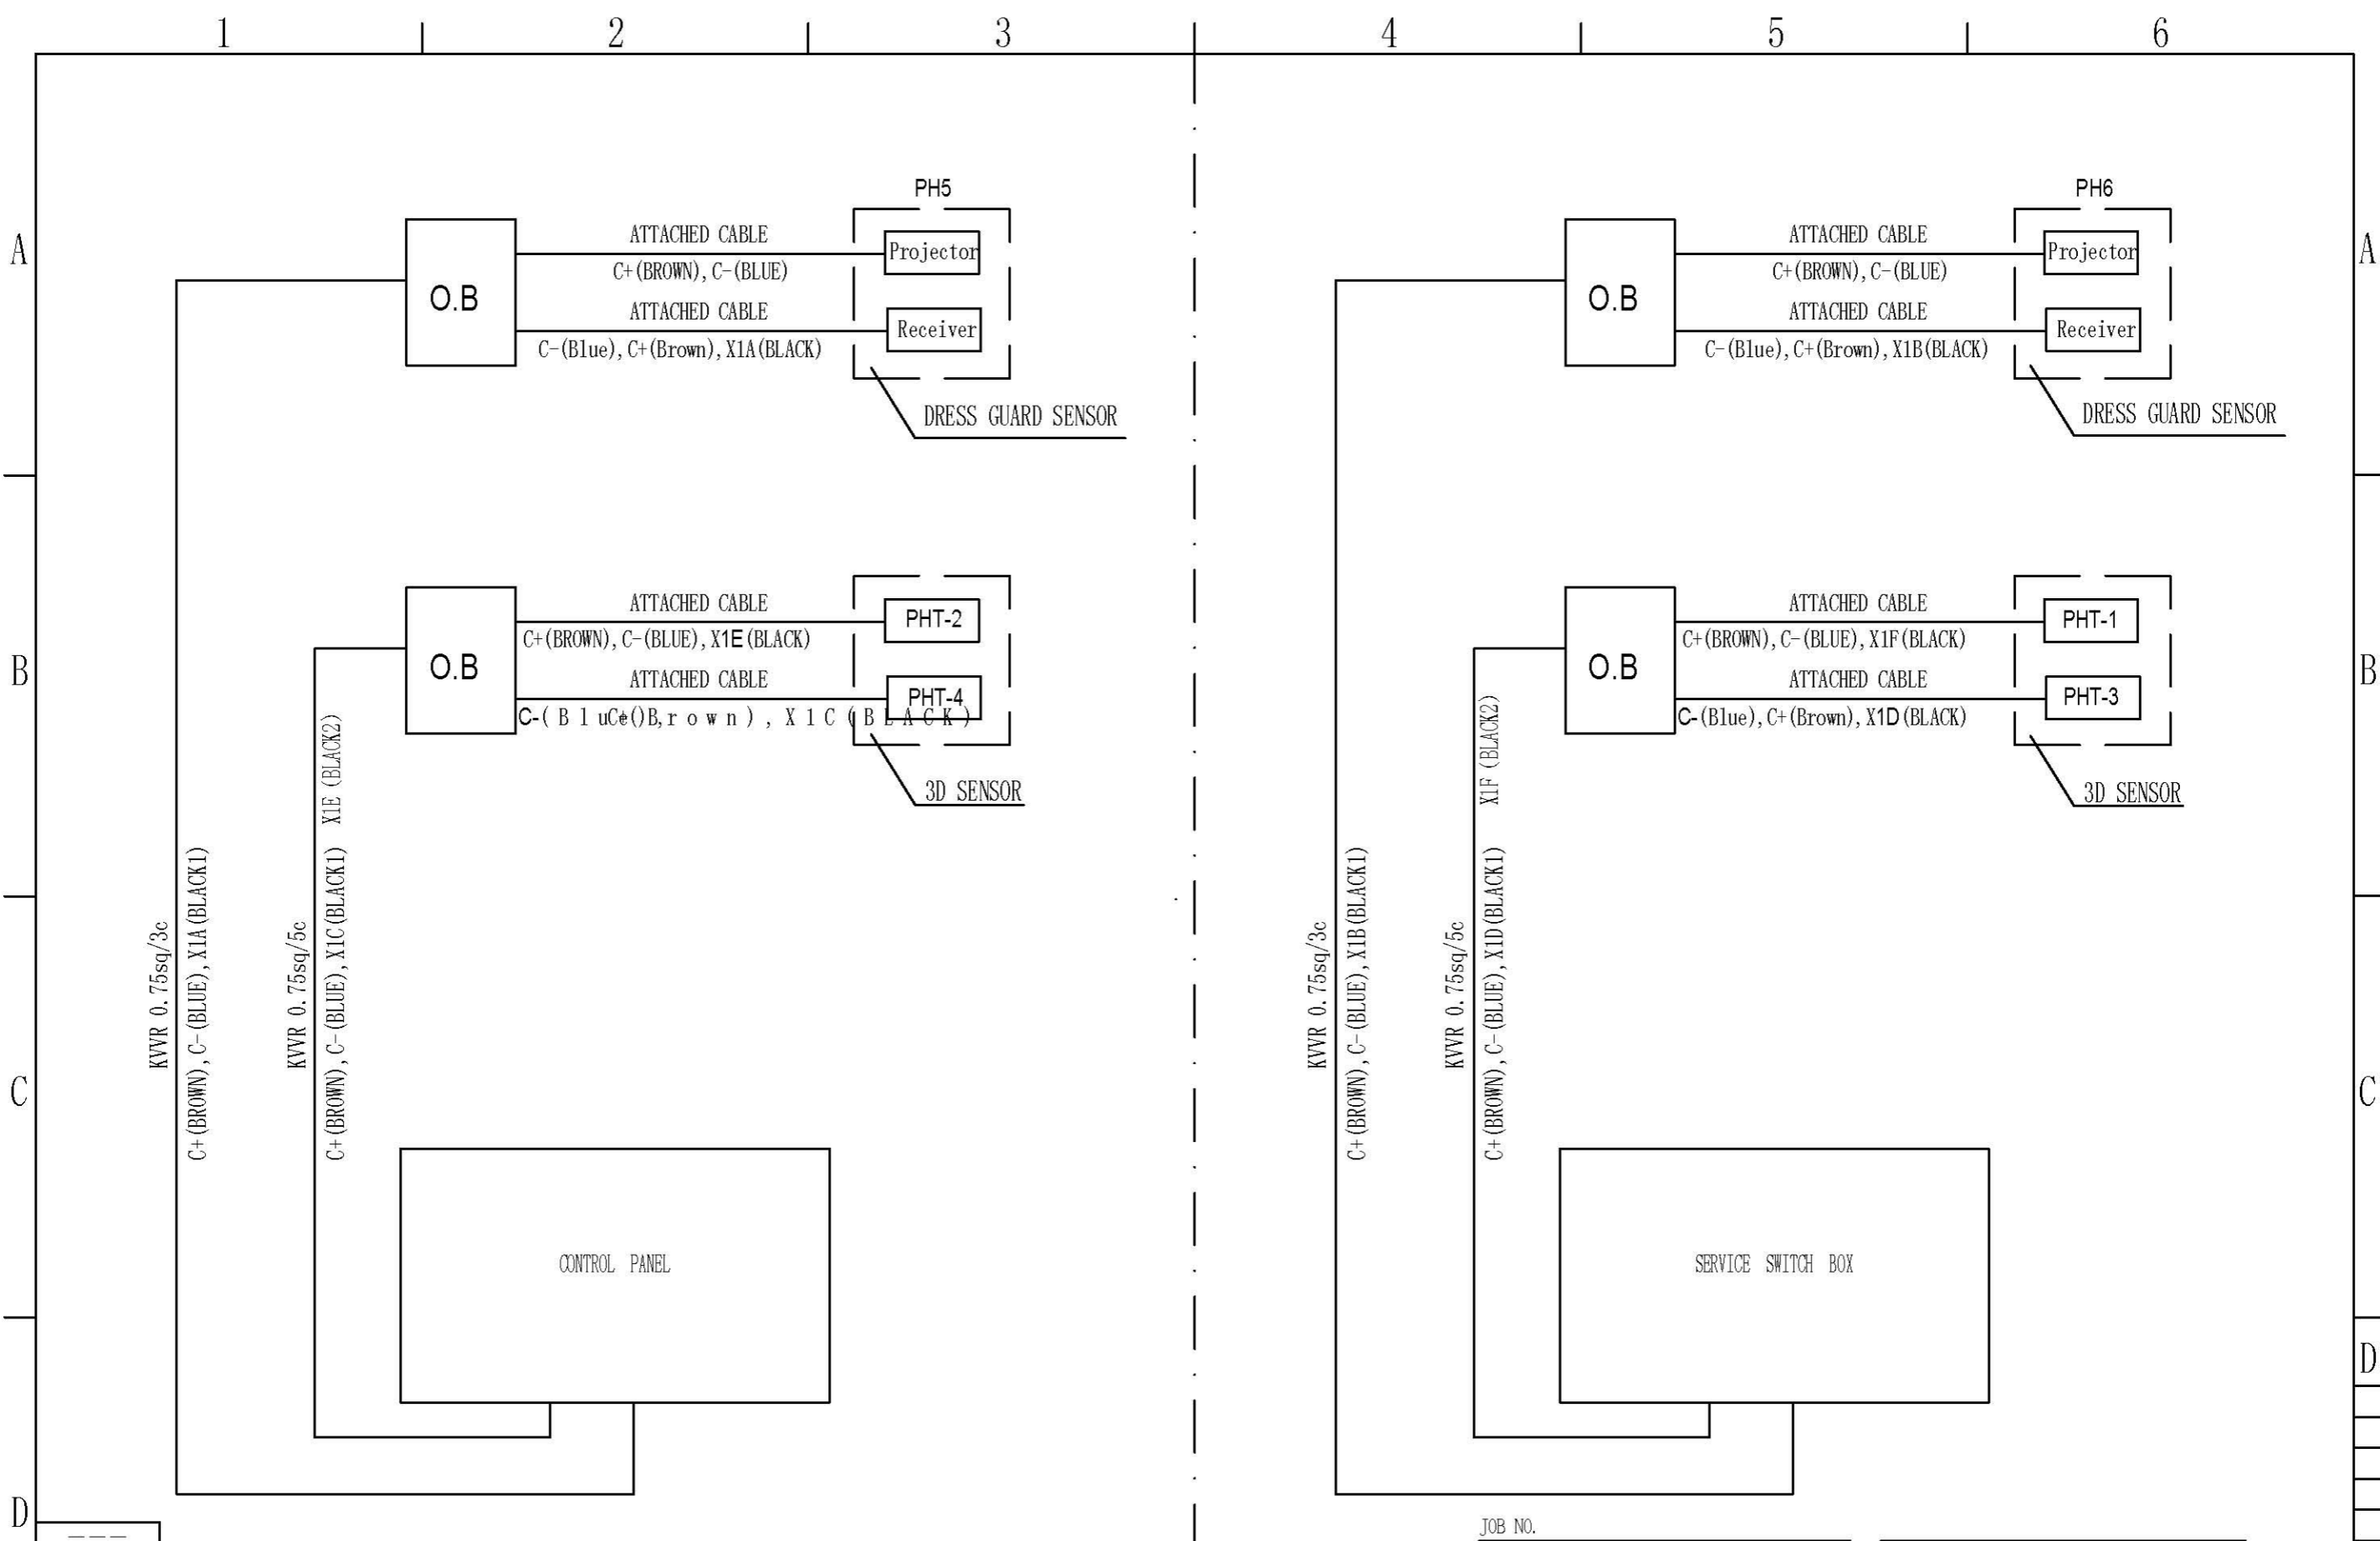 1 2 3 4 5 6
A
A
PH5
ATTACHED CABLE
Projector
C+(BROWN), C-(BLUE)
O.B
ATTACHED CABLE
Receiver
C-(Blue), C+(Brown), X1A(BLACK)
DRESS GUARD SENSOR
PH6
ATTACHED CABLE
Projector
C+(BROWN), C-(BLUE)
O.B
ATTACHED CABLE
Receiver
C-(Blue), C+(Brown), X1B(BLACK)
DRESS GUARD SENSOR
B
B
ATTACHED CABLE
PHT-2
C+(BROWN), C-(BLUE), X1E(BLACK)
O.B
ATTACHED CABLE
PHT-4
X1C(BLACK)
3D SENSOR
ATTACHED CABLE
PHT-1
C+(BROWN), C-(BLUE), X1F(BLACK)
O.B
ATTACHED CABLE
PHT-3
C-(Blue), C+(Brown), X1D(BLACK)
3D SENSOR
KVVR 0.75sq/3c
C+(BROWN), C-(BLUE), X1A(BLACK1)
KVVR 0.75sq/5c
C+(BROWN), C-(BLUE), X1C(BLACK1) X1E(BLACK2)
KVVR 0.75sq/3c
C+(BROWN), C-(BLUE), X1B(BLACK1)
KVVR 0.75sq/5c
C+(BROWN), C-(BLUE), X1D(BLACK1) X1F(BLACK2)
C
C
CONTROL PANEL
SERVICE SWITCH BOX
D
D
JOB NO.